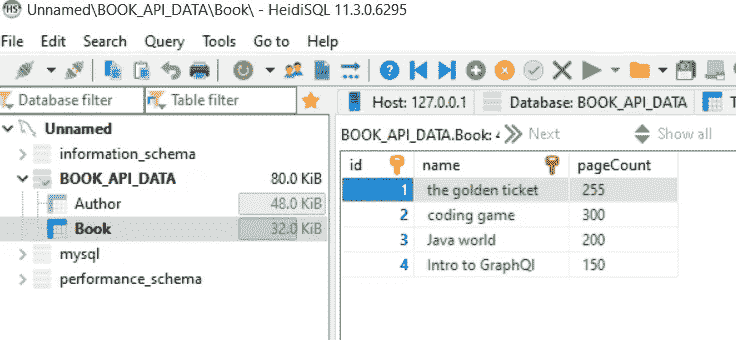 HS Unnamed\BOOK_API_DATA\Book\ - HeidiSQL 11.3.0.6295
File Edit Search Query Tools Go to Help
Database filter Table filter Host: 127.0.0.1 Database: BOOK_API_DATA T
Unnamed BOOK_API_DATA.Book: 4 Next Show all
information_schema id name pageCount
BOOK_API_DATA 80.0 KiB 1 the golden ticket 255
Author 48.0 KiB 2 coding game 300
Book 32.0 KiB 3 Java world 200
mysql 4 Intro to GraphQl 150
performance_schema